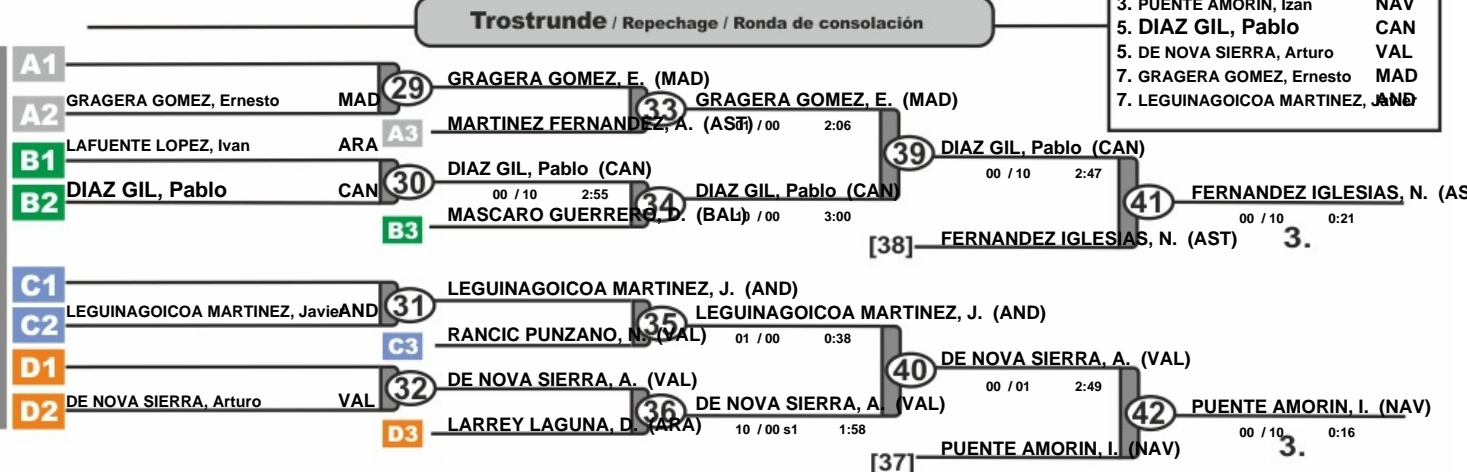 Trostrunde / Repechage / Ronda de consolación
3. PUENTE AMORIN, Izan NAV
5. DIAZ GIL, Pablo CAN
5. DE NOVA SIERRA, Arturo VAL
7. GRAGERA GOMEZ, Ernesto MAD
7. LEGUINAGOICOA MARTINEZ, Javier AND
A1
A2 GRAGERA GOMEZ, Ernesto MAD
29
GRAGERA GOMEZ, E. (MAD)
A3 MARTINEZ FERNANDEZ, A. (AST)
33
GRAGERA GOMEZ, E. (MAD)
01 / 00 2:06
B1 LAFUENTE LOPEZ, Ivan ARA
B2 DIAZ GIL, Pablo CAN
30
DIAZ GIL, Pablo (CAN)
00 / 10 2:55
B3 MASCARO GUERRERO, D. (BAL)
34
DIAZ GIL, Pablo (CAN)
10 / 00 3:00
39
DIAZ GIL, Pablo (CAN)
00 / 10 2:47
[38] FERNANDEZ IGLESIAS, N. (AST)
41
FERNANDEZ IGLESIAS, N. (AS
00 / 10 0:21
3.
C1
C2 LEGUINAGOICOA MARTINEZ, Javier AND
31
LEGUINAGOICOA MARTINEZ, J. (AND)
C3 RANCIC PUNZANO, N. (VAL)
35
LEGUINAGOICOA MARTINEZ, J. (AND)
01 / 00 0:38
D1
D2 DE NOVA SIERRA, Arturo VAL
32
DE NOVA SIERRA, A. (VAL)
D3 LARREY LAGUNA, D. (ARA)
36
DE NOVA SIERRA, A. (VAL)
10 / 00 s1 1:58
40
DE NOVA SIERRA, A. (VAL)
00 / 01 2:49
[37] PUENTE AMORIN, I. (NAV)
42
PUENTE AMORIN, I. (NAV)
00 / 10 0:16
3.